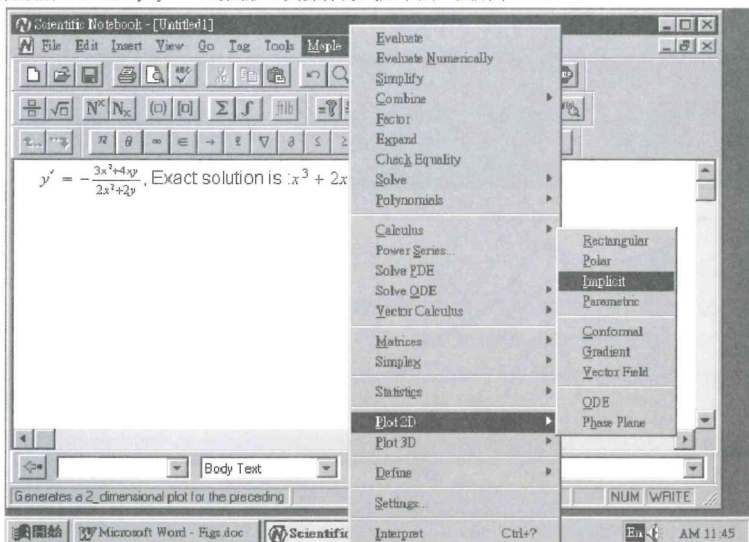 Scientific Notebook - [Untitled1]
File Edit Insert View Go Tag Tools Maple
y' = -\frac{3x²+4xy}{2x²+2y}, Exact solution is :x³ + 2x
Evaluate
Evaluate Numerically
Simplify
Combine
Factor
Expand
Check Equality
Solve
Polynomials
Calculus
Power Series...
Solve PDE
Solve ODE
Vector Calculus
Matrices
Simplex
Statistics
Plot 2D
Plot 3D
Define
Settings...
Interpret Ctrl+?
Rectangular
Polar
Implicit
Parametric
Conformal
Gradient
Vector Field
ODE
Phase Plane
Body Text
Generates a 2_dimensional plot for the preceding
NUM WRITE
開始 Microsoft Word - Figs.doc Scientific
En AM 11:45